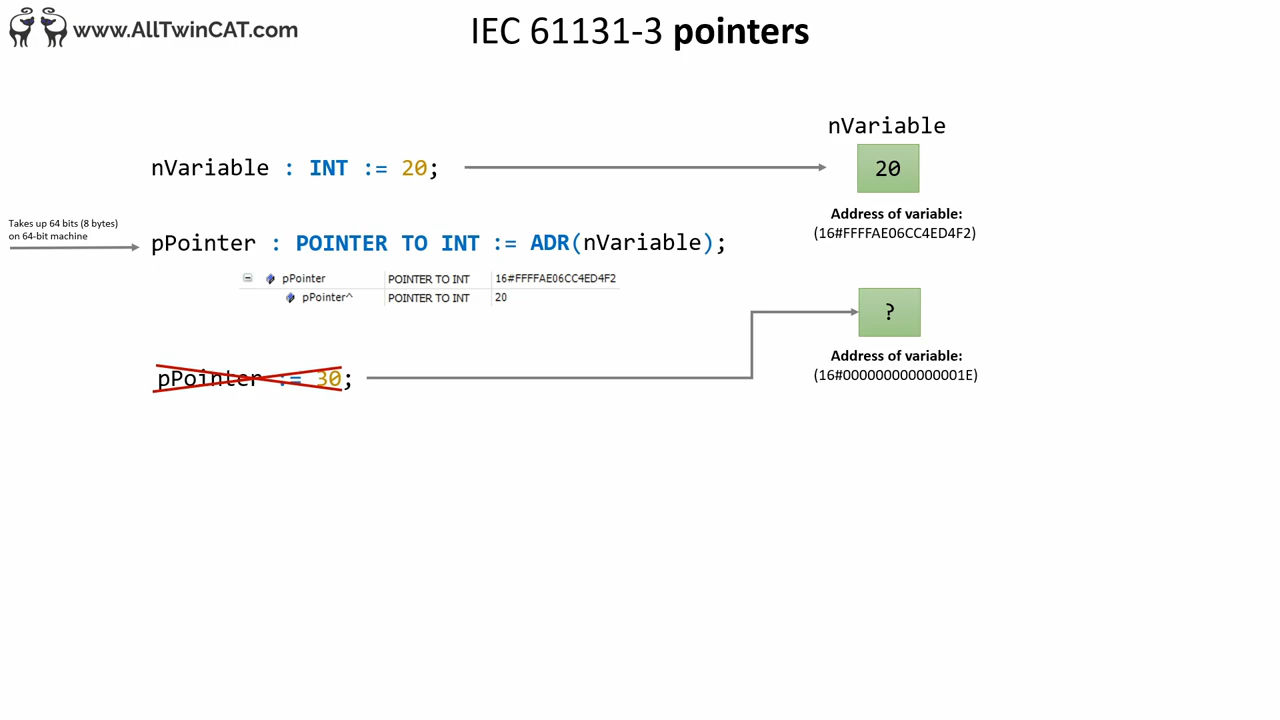 www.AllTwinCAT.com
IEC 61131-3 pointers
nVariable
nVariable : INT := 20;
20
Address of variable:
(16#FFFFAE06CC4ED4F2)
Takes up 64 bits (8 bytes)
on 64-bit machine
pPointer : POINTER TO INT := ADR(nVariable);
pPointer POINTER TO INT 16#FFFFAE06CC4ED4F2
pPointer^ POINTER TO INT 20
?
Address of variable:
(16#000000000000001E)
pPointer := 30;